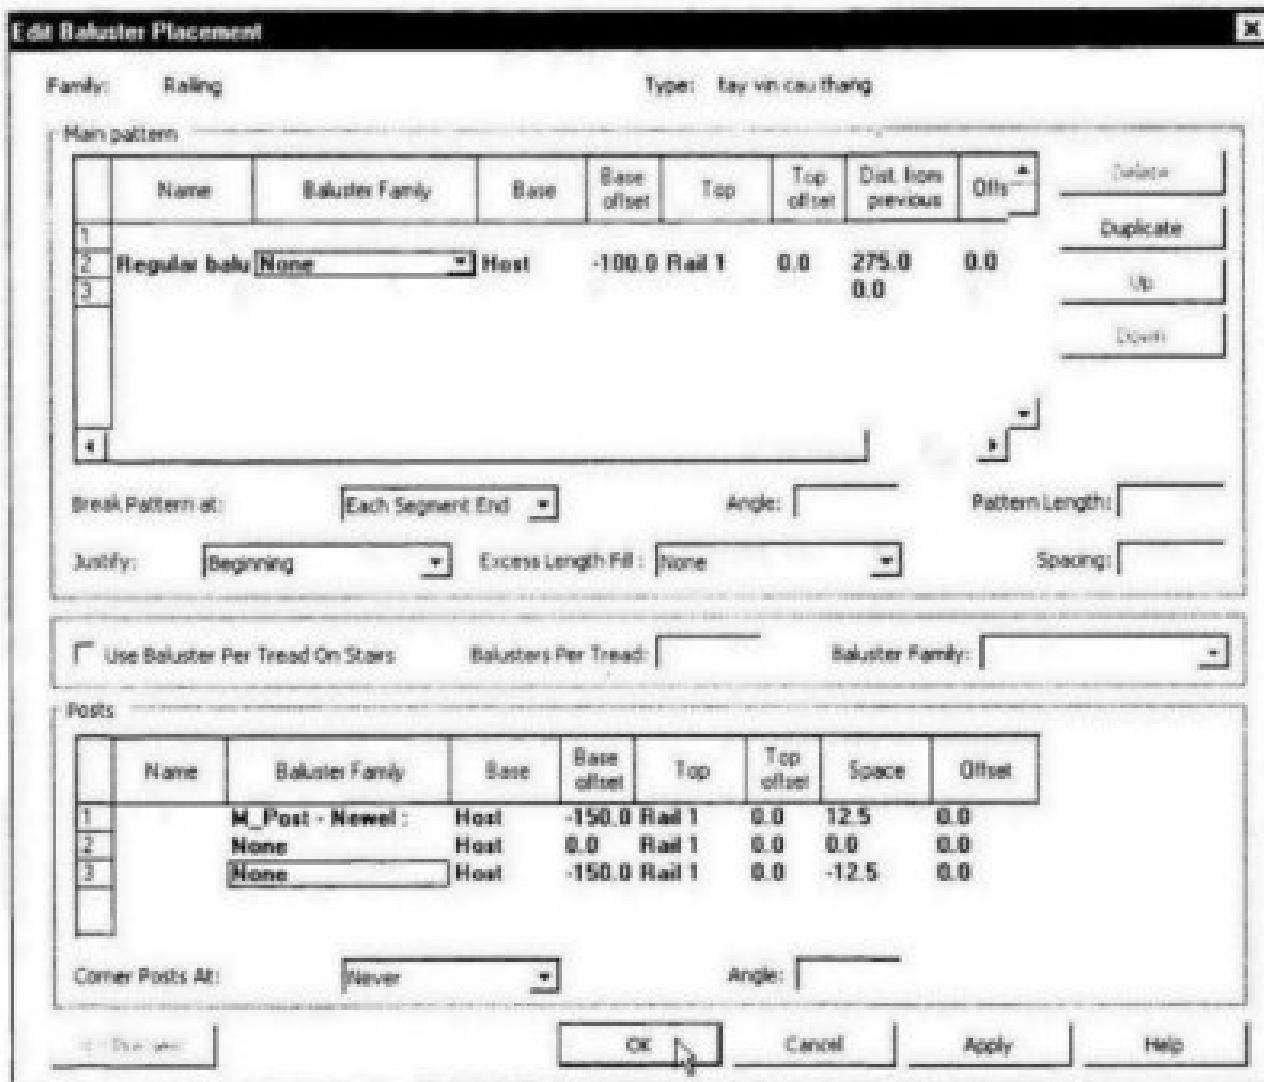 Edit Baluster Placement
Family: Railing Type: tay vin cau thang
Main pattern
Name Baluster Family Base Base offset Top Top offset Dist. from previous Offs
Delete
1
Duplicate
2 Regular balu None Host -100.0 Rail 1 0.0 275.0 0.0
3 0.0
Up
Down
Break Pattern at: Each Segment End Angle: Pattern Length:
Justify: Beginning Excess Length Fill : None Spacing:
Use Baluster Per Tread On Stairs Balusters Per Tread: Baluster Family:
Posts
Name Baluster Family Base Base offset Top Top offset Space Offset
1 M_Post - Newel : Host -150.0 Rail 1 0.0 12.5 0.0
2 None Host 0.0 Rail 1 0.0 0.0 0.0
3 None Host -150.0 Rail 1 0.0 -12.5 0.0
Corner Posts At: Never Angle:
OK Cancel Apply Help